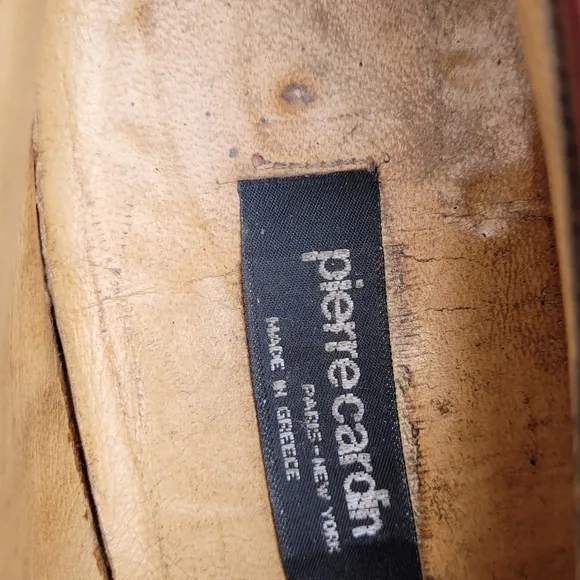 pierre cardin
PARIS - NEW YORK
MADE IN GREECE